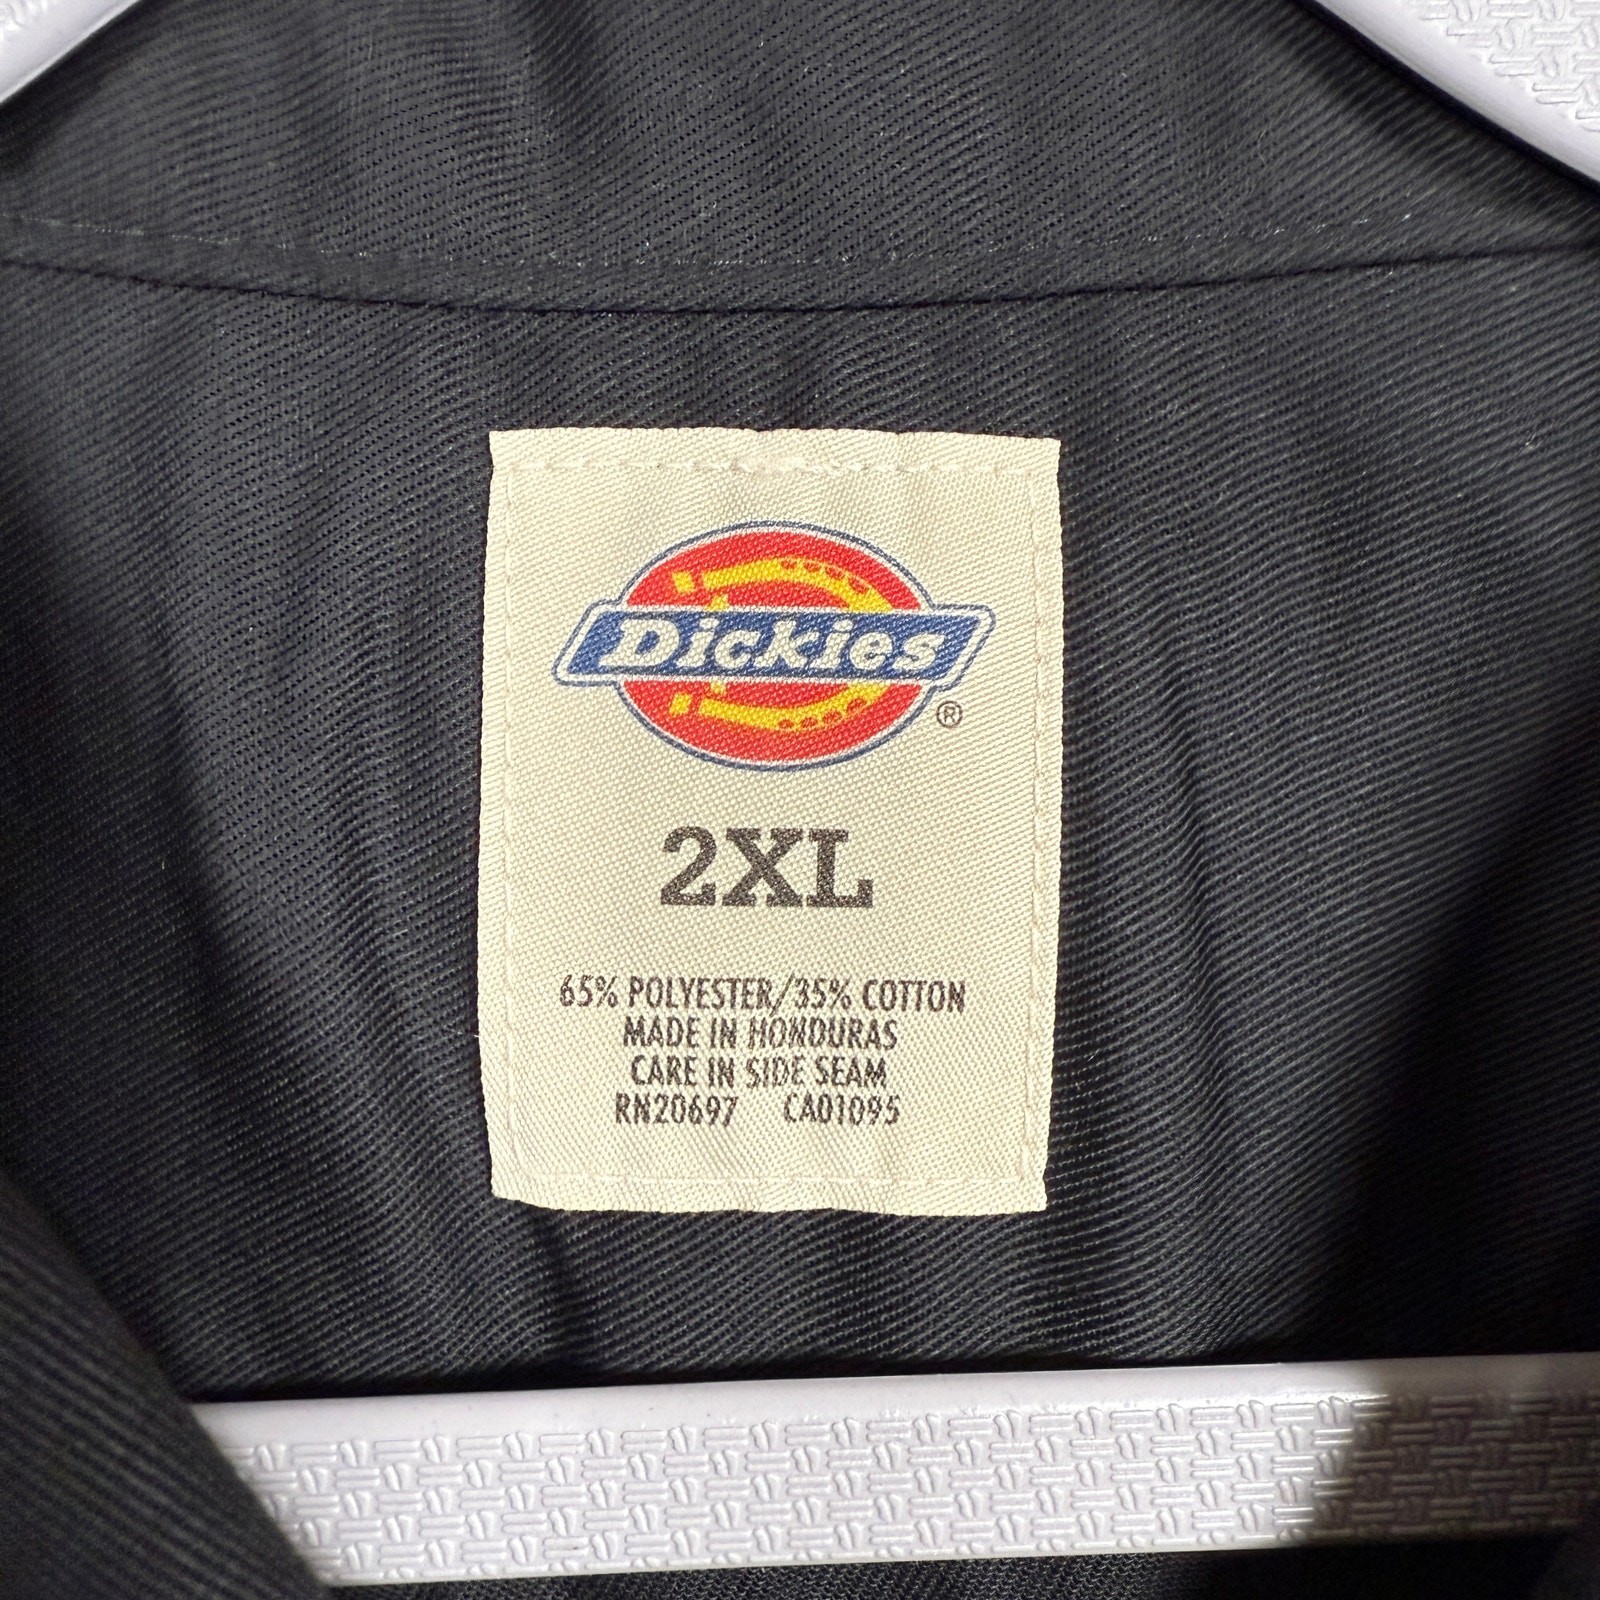 Dickies
®
2XL
65% POLYESTER/35% COTTON
MADE IN HONDURAS
CARE IN SIDE SEAM
RN20697 CA01095